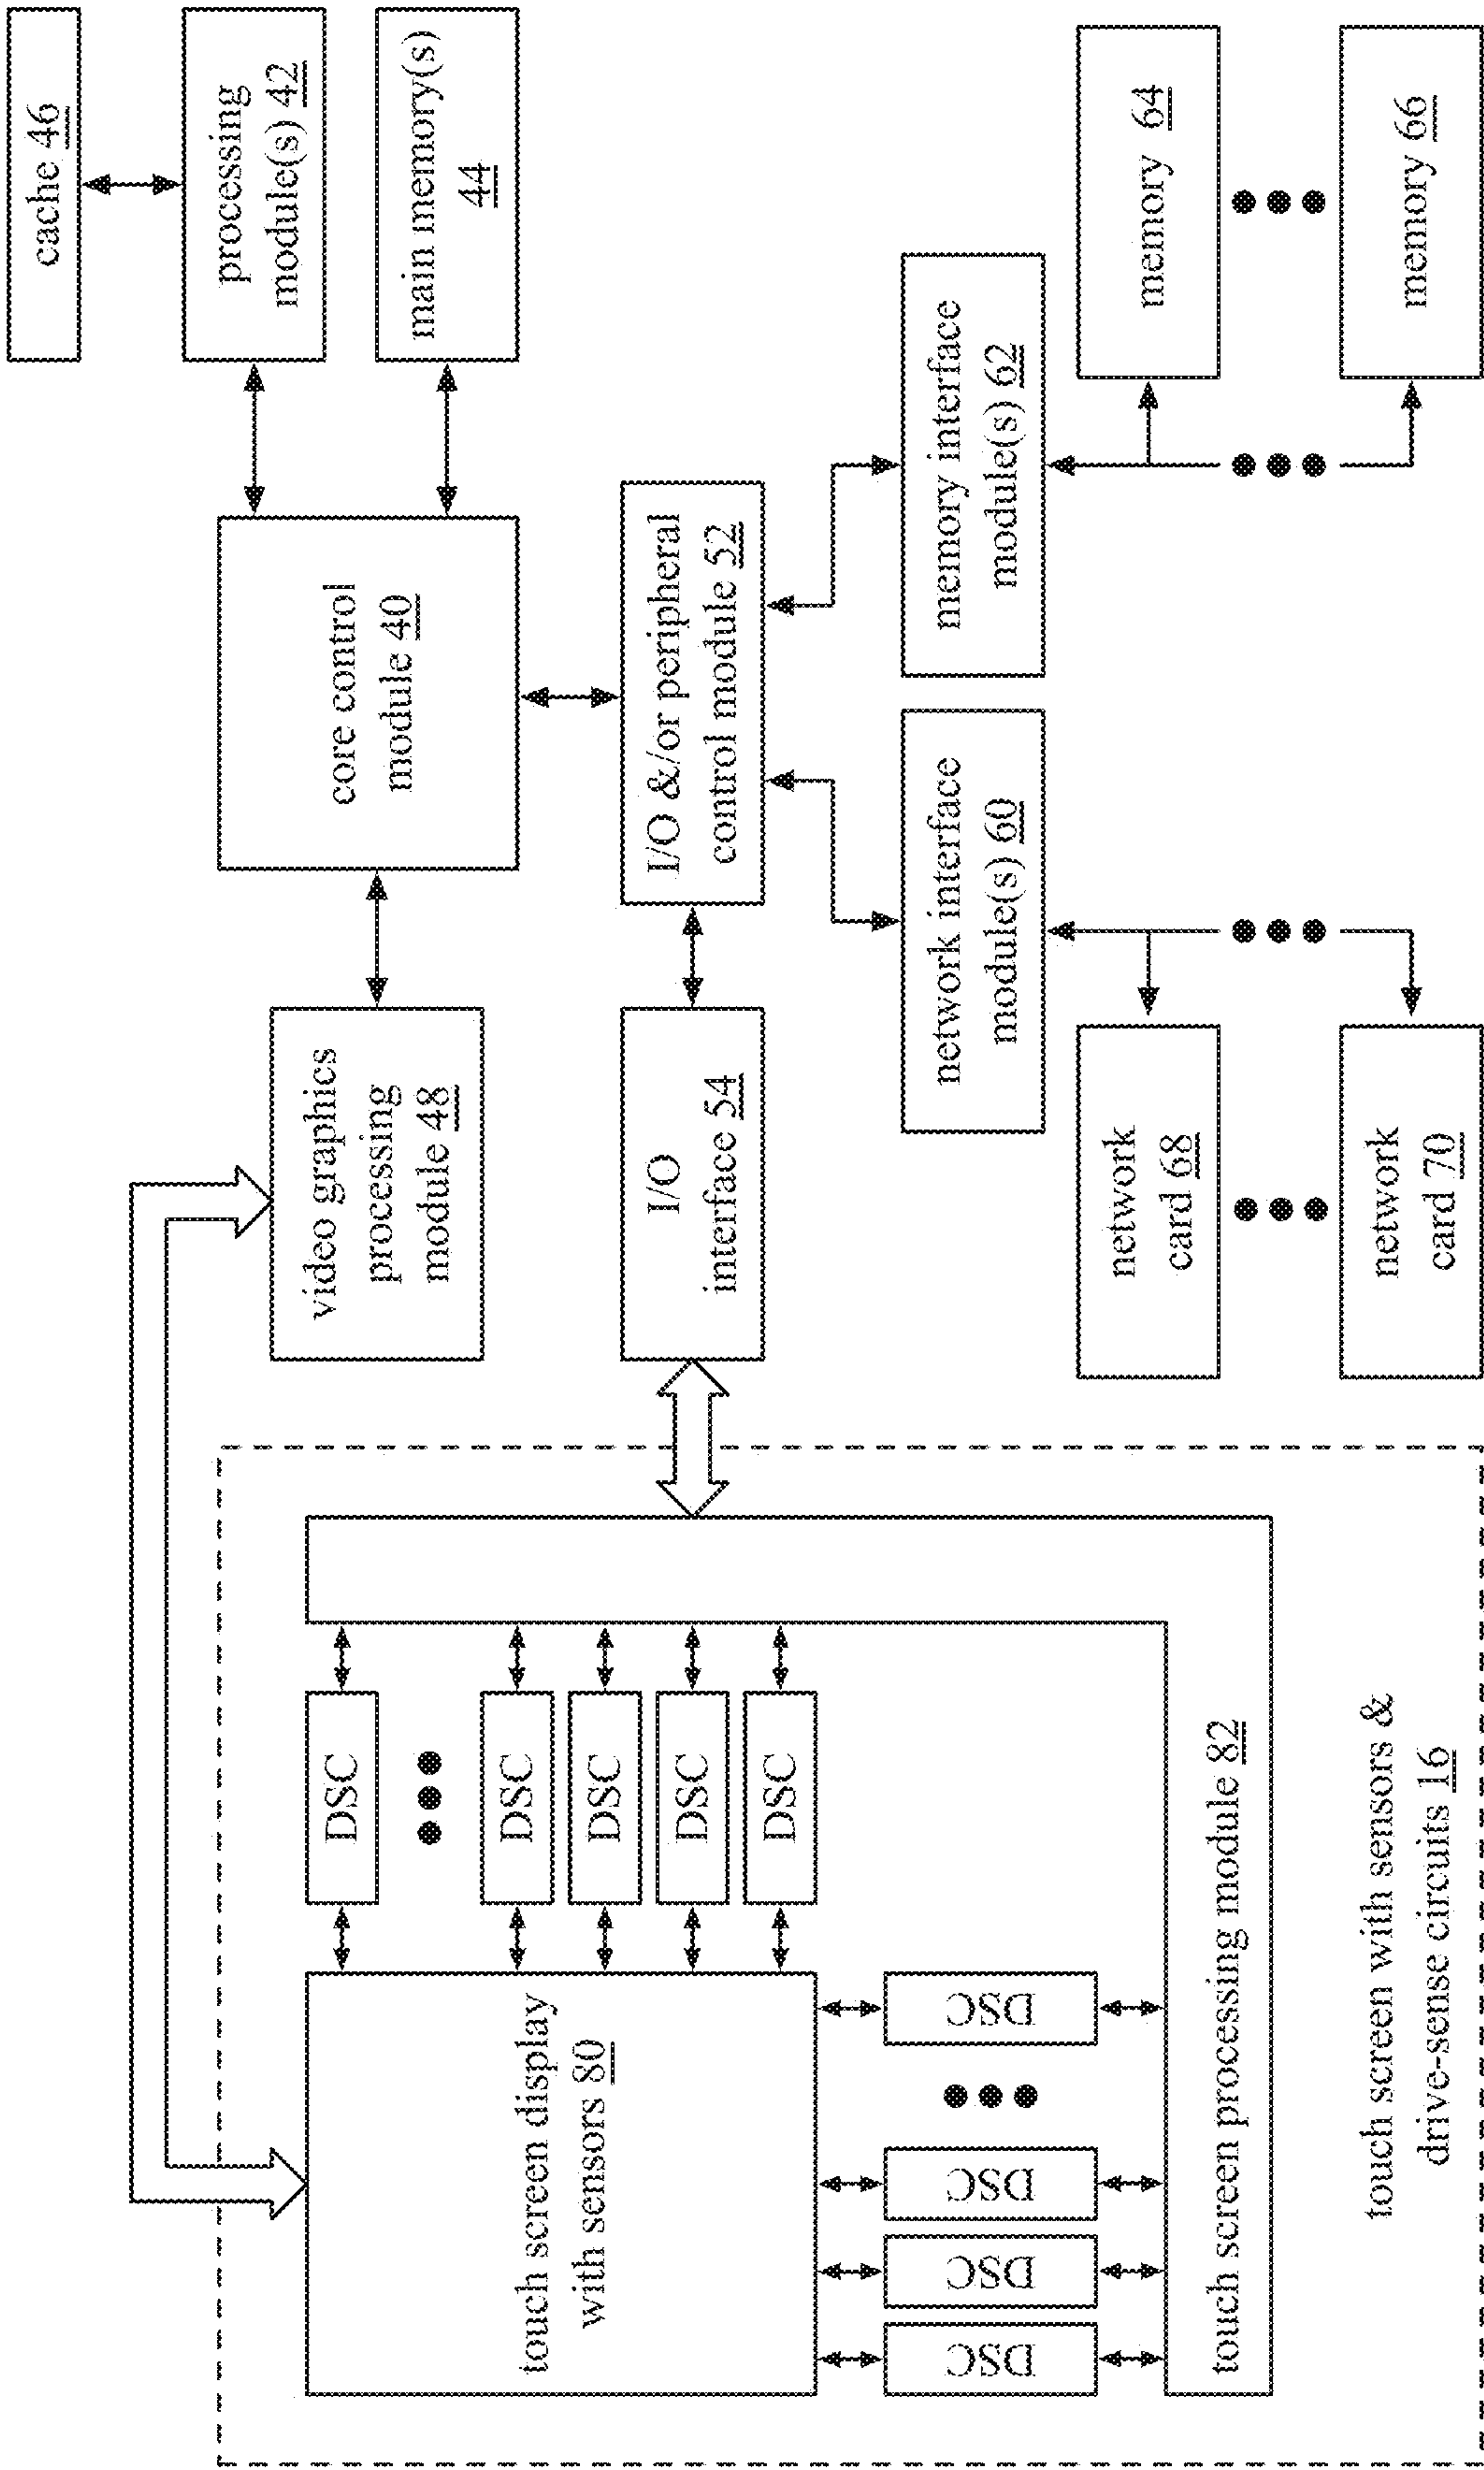 cache 46
processing
module(s) 42
main memory(s)
44
core control
module 40
video graphics
processing
module 48
I/O &/or peripheral
control module 52
I/O
interface 54
memory interface
module(s) 62
network interface
module(s) 60
memory 64
memory 66
network
card 68
network
card 70
touch screen display
with sensors 80
DSC
DSC
DSC
DSC
DSC
DSC
DSC
DSC
DSC
touch screen processing module 82
touch screen with sensors &
drive-sense circuits 16